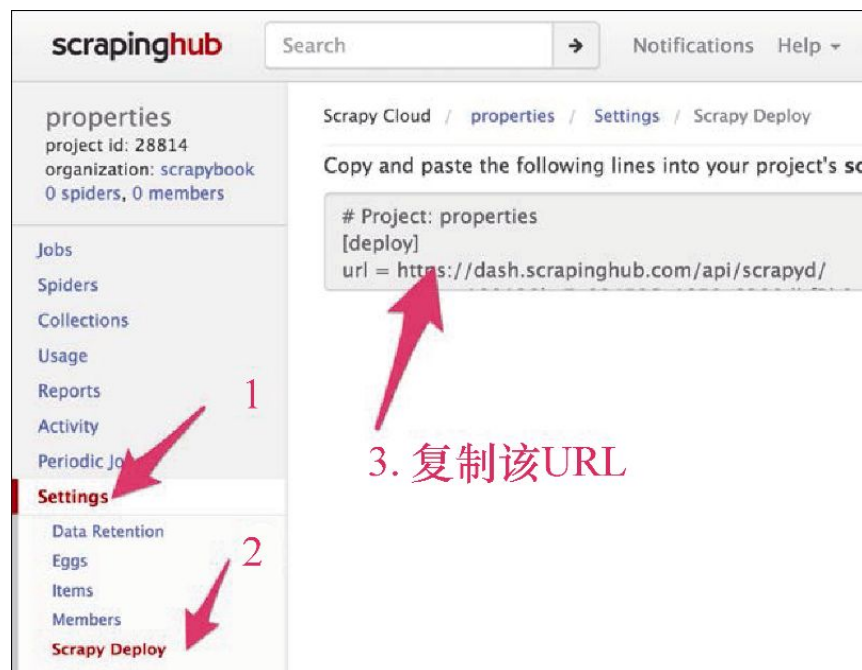 scrapinghub
Search
Notifications Help
properties
project id: 28814
organization: scrapybook
0 spiders, 0 members
Jobs
Spiders
Collections
Usage
Reports
Activity
Periodic
Settings
Data Retention
Eggs
Items
Members
Scrapy Deploy
1
2
Scrapy Cloud / properties / Settings / Scrapy Deploy
Copy and paste the following lines into your project's
# Project: properties
[deploy]
url = https://dash.scrapinghub.com/api/scrapyd/
3. 复制该URL